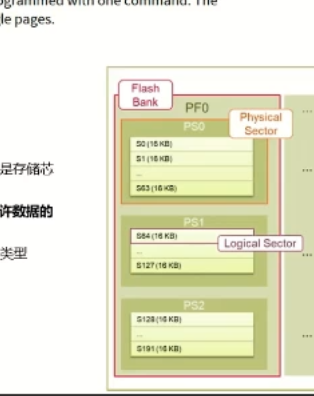 ogrammed with one command. The
le pages.
是存储芯
许数据的
类型
Flash
Bank
PF0
Physical
Sector
PS0
S0 (16 KB)
S1 (16 KB)
...
S63 (16 KB)
PS1
S64 (16 KB)
Logical Sector
...
S127 (16 KB)
PS2
S128 (16 KB)
...
S191 (16 KB)
...
...
...
...